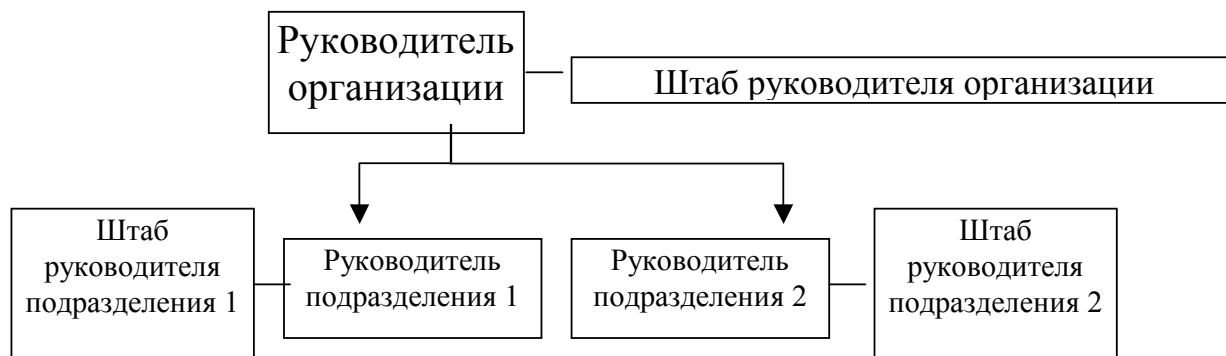 Руководитель
организации
Штаб руководителя организации
Штаб
руководителя
подразделения 1
Руководитель
подразделения 1
Руководитель
подразделения 2
Штаб
руководителя
подразделения 2